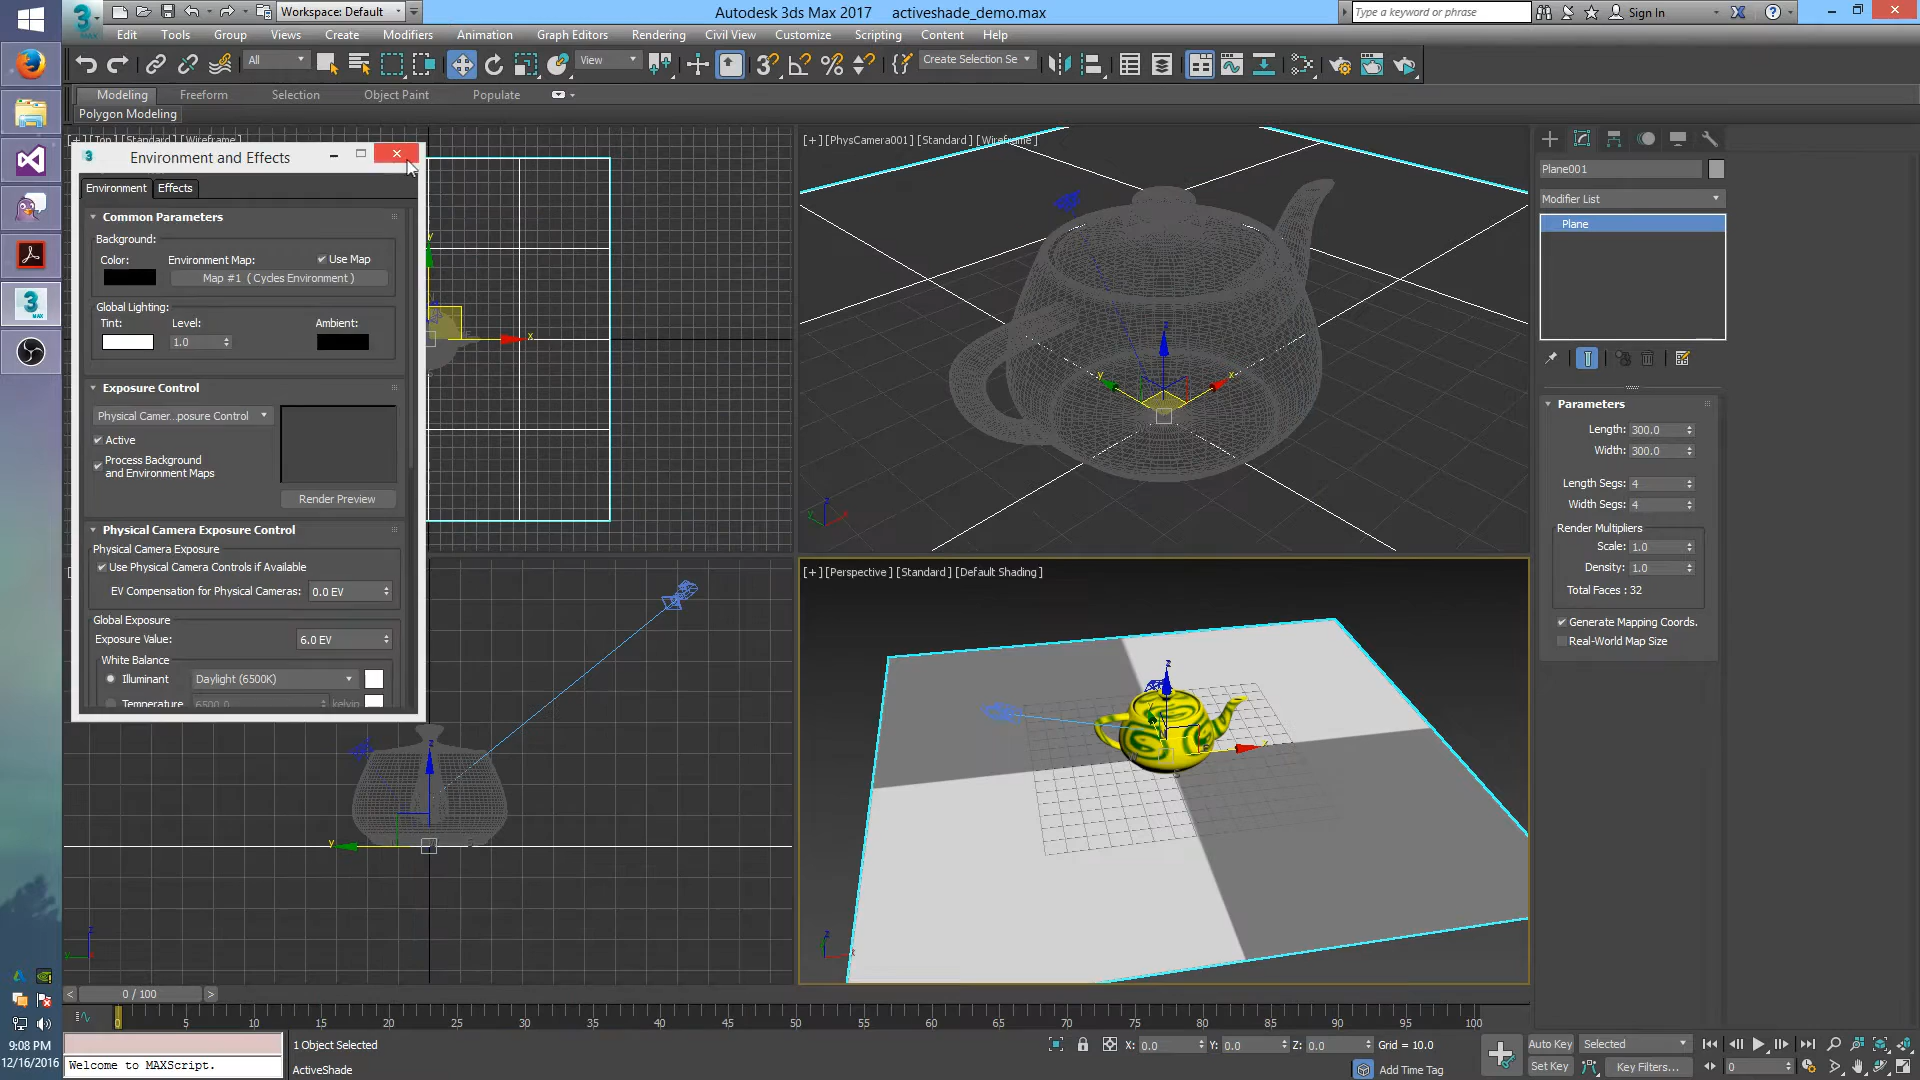 Workspace: Default
Autodesk 3ds Max 2017 activeshade_demo.max
Type a keyword or phrase
Sign In
Edit Tools Group Views Create Modifiers Animation Graph Editors Rendering Civil View Customize Scripting Content Help
All
View
Create Selection Se
Modeling Freeform Selection Object Paint Populate
Polygon Modeling
[+] [Top] [Standard] [Wireframe]
Environment and Effects
Environment Effects
Common Parameters
Background:
Color: Environment Map: Use Map
Map #1 ( Cycles Environment )
Global Lighting:
Tint: Level: Ambient:
1.0
Exposure Control
Physical Camer...posure Control
Active
Process Background
and Environment Maps
Render Preview
Physical Camera Exposure Control
Physical Camera Exposure
Use Physical Camera Controls if Available
EV Compensation for Physical Cameras: 0.0 EV
Global Exposure
Exposure Value: 6.0 EV
White Balance
Illuminant Daylight (6500K)
Temperature 6500.0 kelvin
[+] [PhysCamera001] [Standard] [Wireframe]
[+] [Perspective] [Standard] [Default Shading]
Plane001
Modifier List
Plane
Parameters
Length: 300.0
Width: 300.0
Length Segs: 4
Width Segs: 4
Render Multipliers
Scale: 1.0
Density: 1.0
Total Faces : 32
Generate Mapping Coords.
Real-World Map Size
0 / 100
0 5 10 15 20 25 30 35 40 45 50 55 60 65 70 75 80 85 90 95 100
9:08 PM
12/16/2016
Welcome to MAXScript.
1 Object Selected
ActiveShade
X: 0.0 Y: 0.0 Z: 0.0 Grid = 10.0
Add Time Tag
Auto Key Selected
Set Key Key Filters...
0